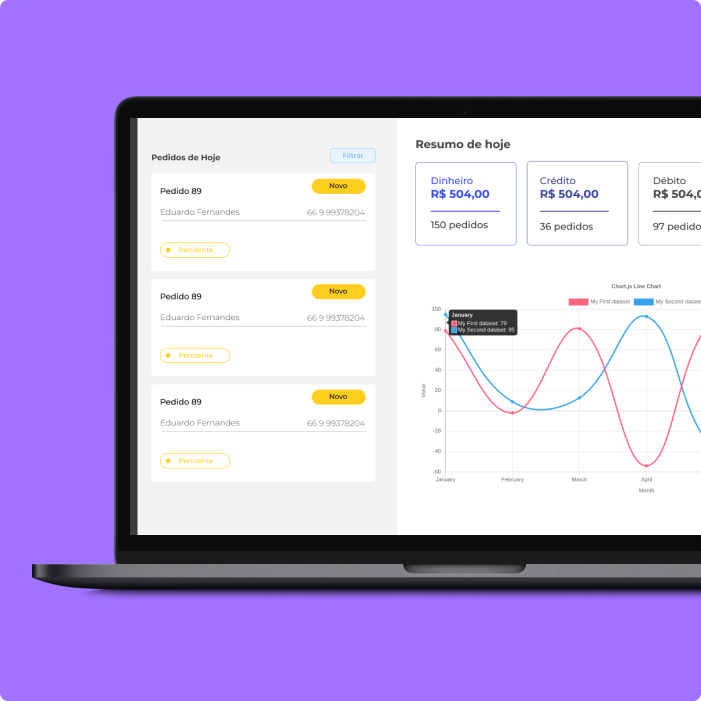 Pedidos de Hoje
Filtrar
Pedido 89
Novo
Eduardo Fernandes
66 9 99378204
Pendente
Pedido 89
Novo
Eduardo Fernandes
66 9 99378204
Pendente
Pedido 89
Novo
Eduardo Fernandes
66 9 99378204
Pendente
Resumo de hoje
Dinheiro
R$ 504,00
150 pedidos
Crédito
R$ 504,00
36 pedidos
Débito
R$ 504,0
97 pedido
Chart.js Line Chart
My First dataset
My Second dataset
January
My First dataset: 79
My Second dataset: 95
Value
100
80
60
40
20
0
-20
-40
-60
January
February
March
April
Month